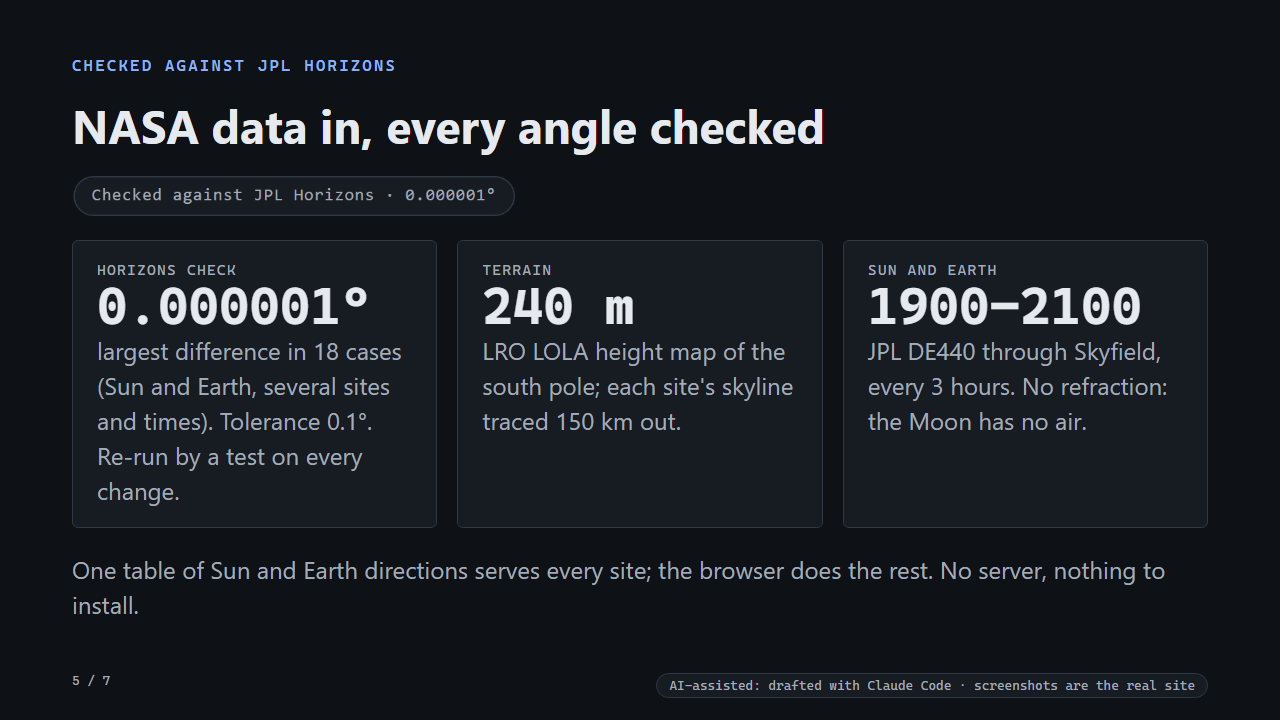 CHECKED AGAINST JPL HORIZONS
NASA data in, every angle checked
Checked against JPL Horizons · 0.000001°
HORIZONS CHECK
0.000001°
largest difference in 18 cases
(Sun and Earth, several sites
and times). Tolerance 0.1°.
Re-run by a test on every
change.
TERRAIN
240 m
LRO LOLA height map of the
south pole; each site's skyline
traced 150 km out.
SUN AND EARTH
1900–2100
JPL DE440 through Skyfield,
every 3 hours. No refraction:
the Moon has no air.
One table of Sun and Earth directions serves every site; the browser does the rest. No server, nothing to
install.
5 / 7
AI-assisted: drafted with Claude Code · screenshots are the real site